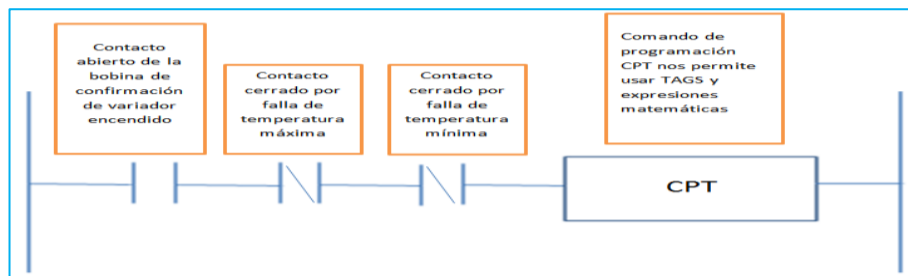 Contacto
abierto de la
bobina de
confirmación
de variador
encendido
Contacto
cerrado por
falla de
temperatura
máxima
Contacto
cerrado por
falla de
temperatura
mínima
Comando de
programación
CPT nos permite
usar TAGS y
expresiones
matemáticas
CPT